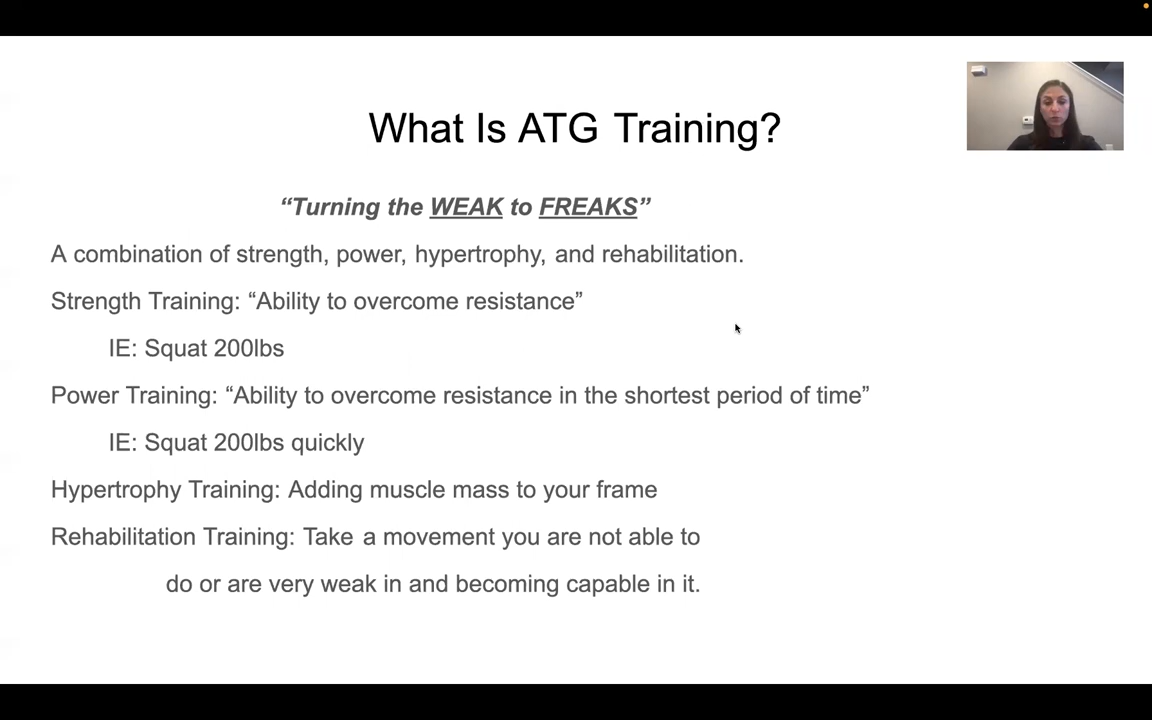 What Is ATG Training?
“Turning the WEAK to FREAKS”
A combination of strength, power, hypertrophy, and rehabilitation.
Strength Training: “Ability to overcome resistance”
IE: Squat 200lbs
Power Training: “Ability to overcome resistance in the shortest period of time”
IE: Squat 200lbs quickly
Hypertrophy Training: Adding muscle mass to your frame
Rehabilitation Training: Take a movement you are not able to
do or are very weak in and becoming capable in it.